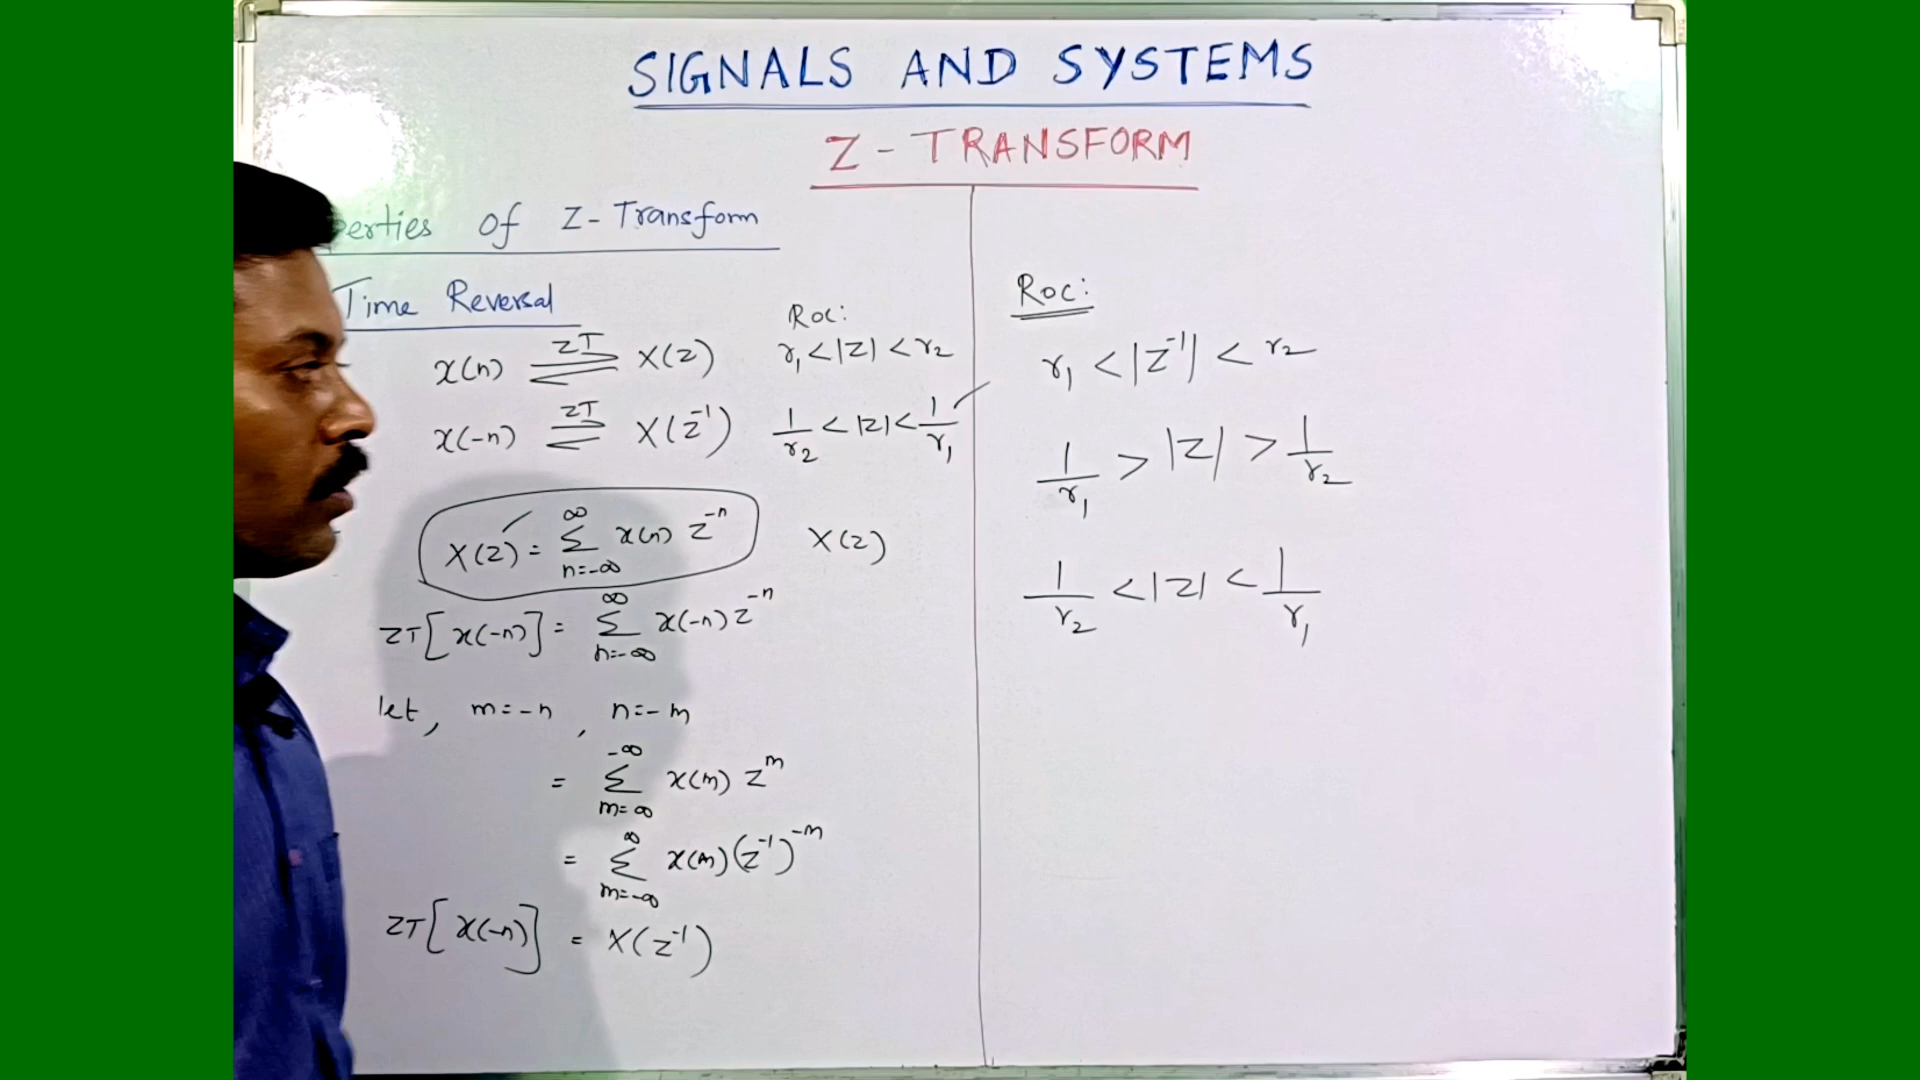 SIGNALS AND SYSTEMS
Z - TRANSFORM
perties of Z-Transform
Time Reversal
Roc:
x(n) ZT ⇌ X(z) r₁ < |z| < r₂
x(-n) ZT ⇌ X(z⁻¹) 1/r₂ < |z| < 1/r₁
X(z) = ∞ Σ n=-∞ x(n) z⁻ⁿ X(z)
ZT[x(-n)] = ∞ Σ n=-∞ x(-n) z⁻ⁿ
let, m=-n, n=-m
= -∞ Σ m=∞ x(m) zᵐ
= ∞ Σ m=-∞ x(m) (z⁻¹)⁻ᵐ
ZT[x(-n)] = X(z⁻¹)
Roc:
r₁ < |z⁻¹| < r₂
1/r₁ > |z| > 1/r₂
1/r₂ < |z| < 1/r₁